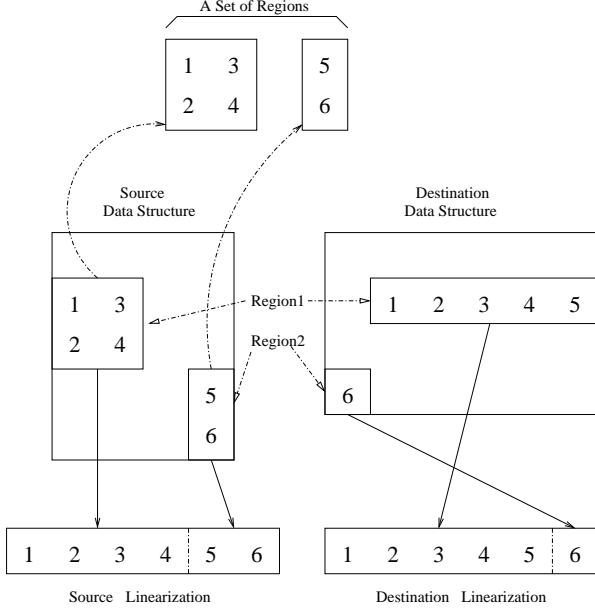 A Set of Regions
1 3 5
2 4 6
Source
Data Structure
Destination
Data Structure
1 3
2 4
Region1
1 2 3 4 5
Region2
5
6
6
1 2 3 4 5 6
1 2 3 4 5 6
Source Linearization
Destination Linearization